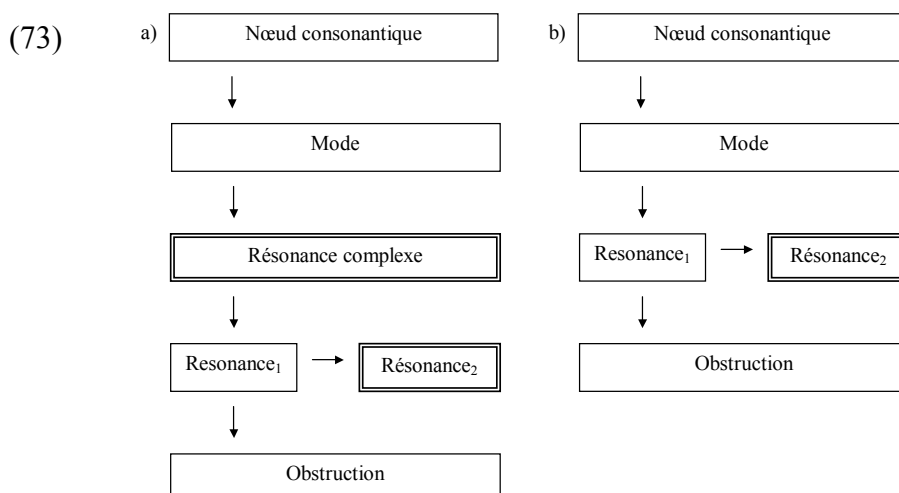 (73)
a)
Nœud consonantique
Mode
Résonance complexe
Resonance₁
Résonance₂
Obstruction
b)
Nœud consonantique
Mode
Resonance₁
Résonance₂
Obstruction